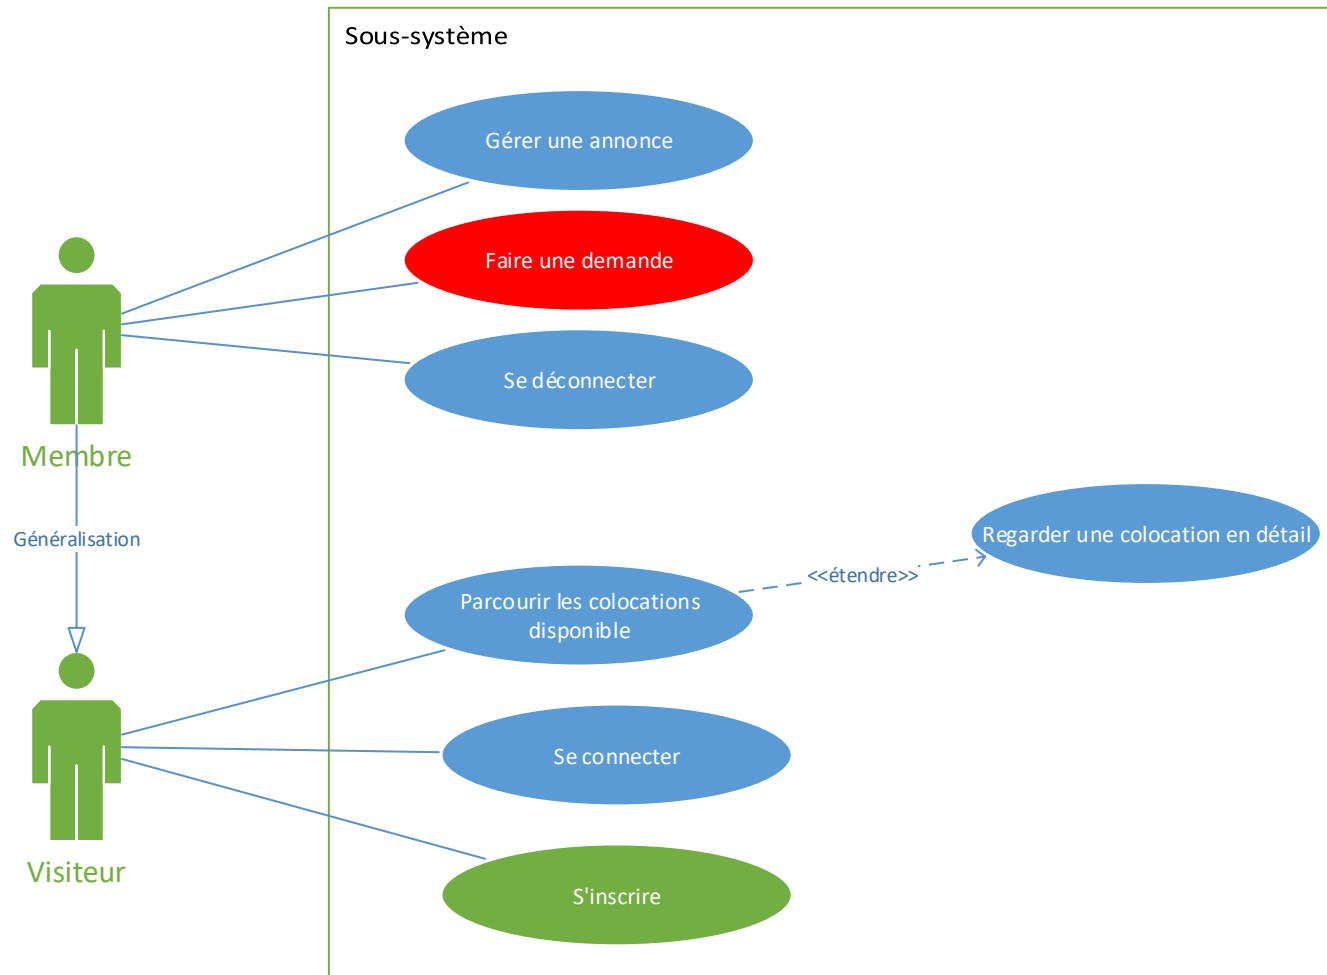 Sous-système
Gérer une annonce
Faire une demande
Se déconnecter
Membre
Généralisation
Regarder une colocation en détail
<<étendre>>
Parcourir les colocations
disponible
Se connecter
Visiteur
S'inscrire